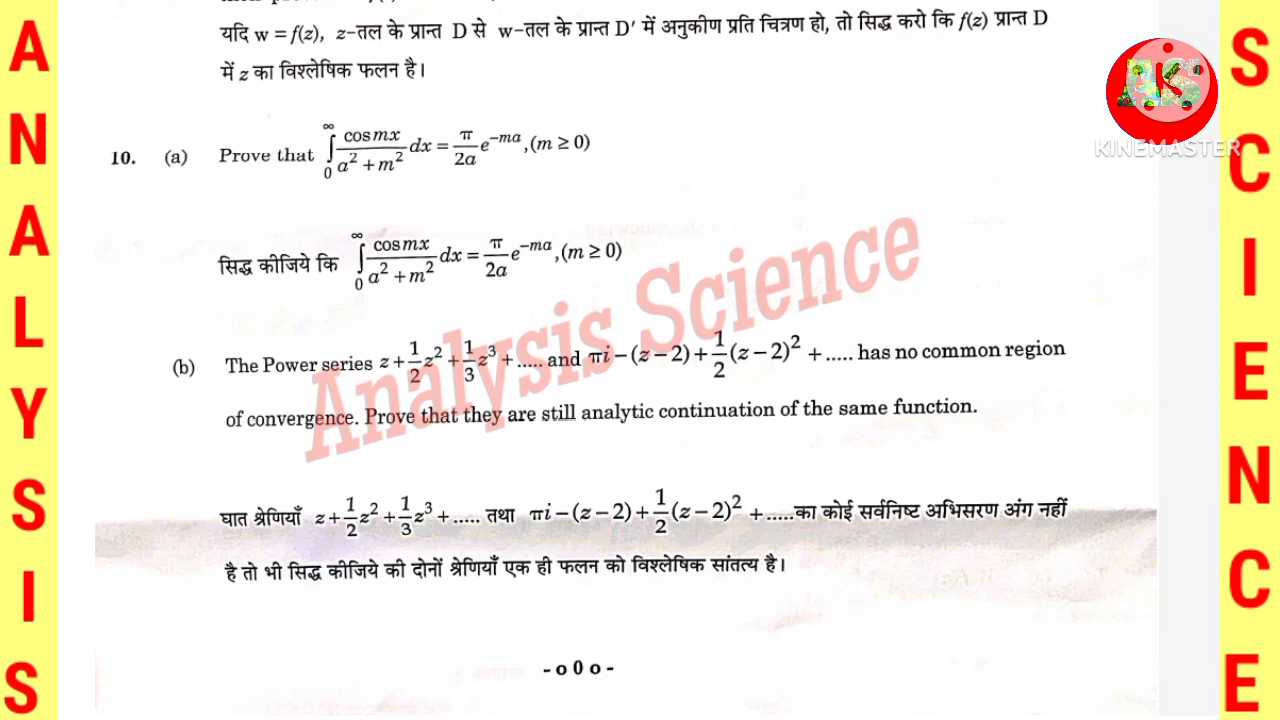 यदि w = f(z), z–तल के प्रान्त D से w–तल के प्रान्त D′ में अनुकीण प्रति चित्रण हो, तो सिद्ध करो कि f(z) प्रान्त D
में z का विश्लेषिक फलन है।
10. (a) Prove that ∫₀^∞ cos mx / (a² + m²) dx = π/2a e^(–ma), (m ≥ 0)
सिद्ध कीजिये कि ∫₀^∞ cos mx / (a² + m²) dx = π/2a e^(–ma), (m ≥ 0)
(b) The Power series z + 1/2 z² + 1/3 z³ + ..... and πi – (z – 2) + 1/2 (z – 2)² + ..... has no common region
of convergence. Prove that they are still analytic continuation of the same function.
घात श्रेणियाँ z + 1/2 z² + 1/3 z³ + ..... तथा πi – (z – 2) + 1/2 (z – 2)² + ..... का कोई सर्वनिष्ट अभिसरण अंग नहीं
है तो भी सिद्ध कीजिये की दोनों श्रेणियाँ एक ही फलन को विश्लेषिक सांतत्य है।
- o 0 o -
Analysis Science
ANALYSIS
SCIENCE
ASi
KINEMASTER